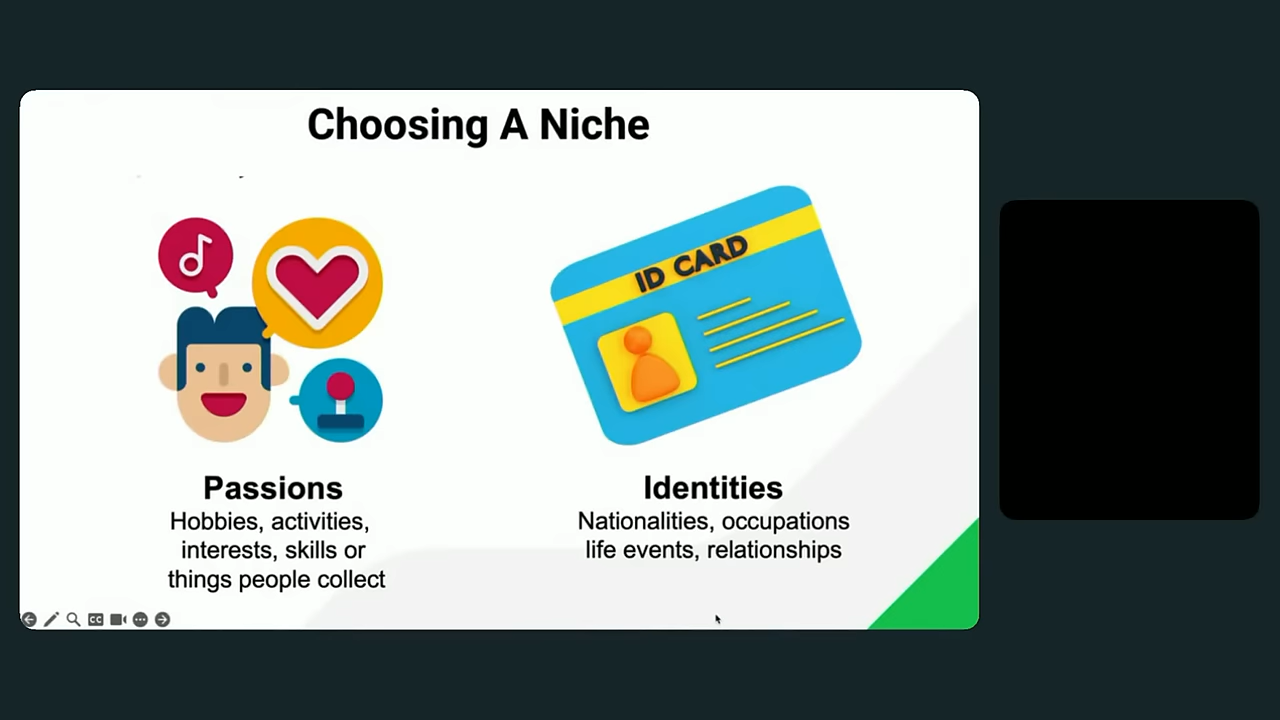 Choosing A Niche
ID CARD
Passions
Hobbies, activities,
interests, skills or
things people collect
Identities
Nationalities, occupations
life events, relationships
CC